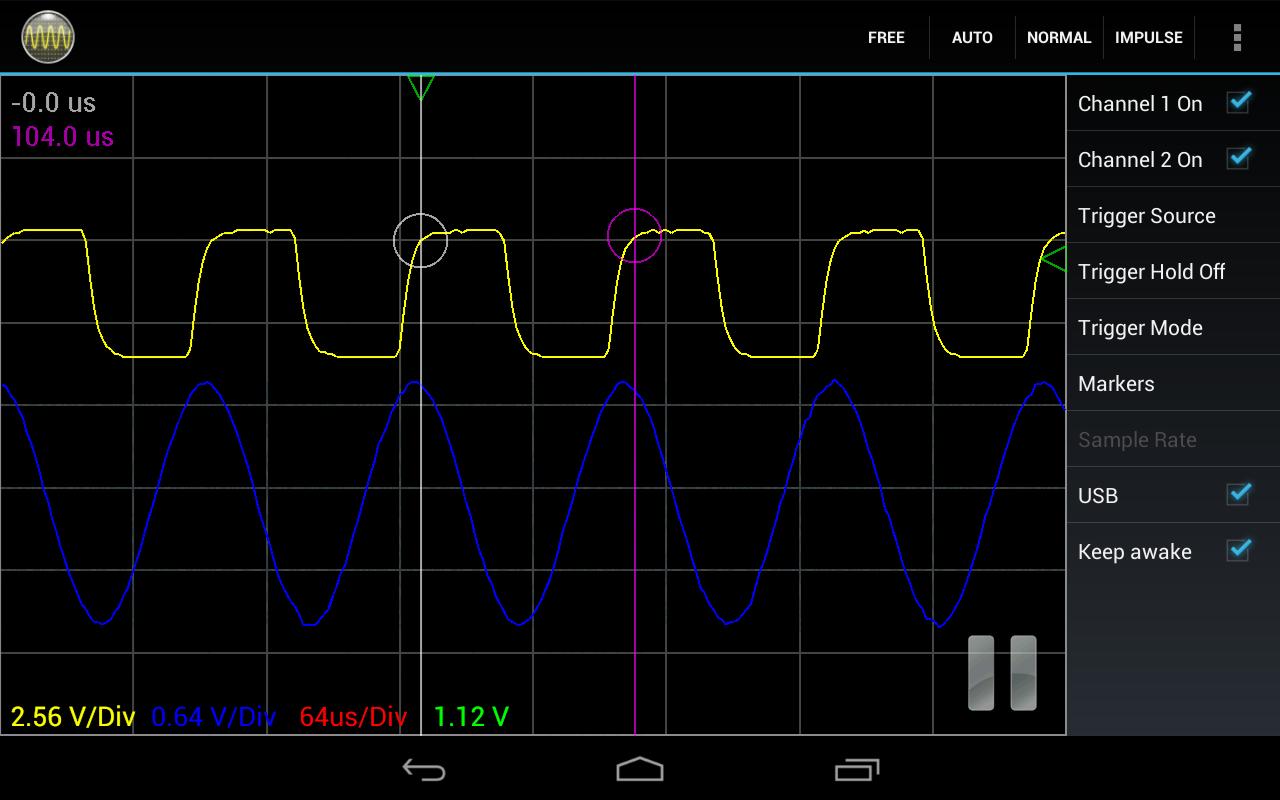 FREE AUTO NORMAL IMPULSE
-0.0 us
104.0 us
Channel 1 On
Channel 2 On
Trigger Source
Trigger Hold Off
Trigger Mode
Markers
Sample Rate
USB
Keep awake
2.56 V/Div 0.64 V/Div 64us/Div 1.12 V